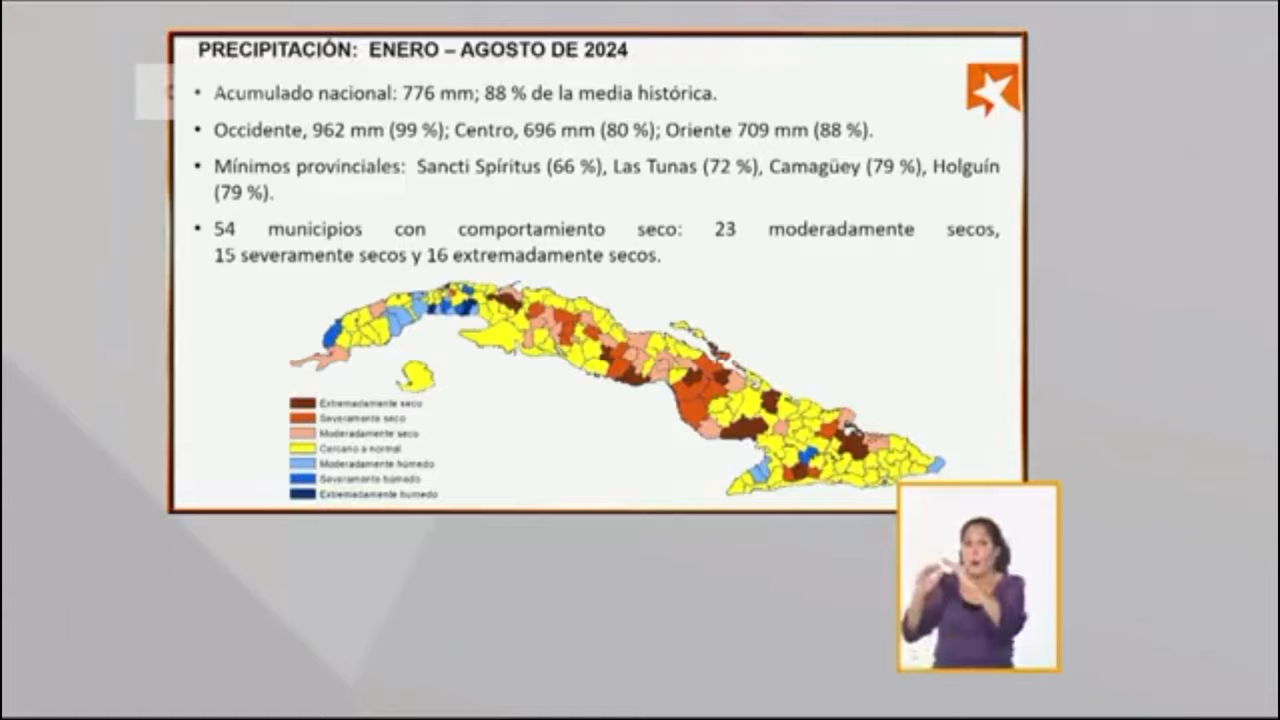 PRECIPITACIÓN: ENERO – AGOSTO DE 2024
• Acumulado nacional: 776 mm; 88 % de la media histórica.
• Occidente, 962 mm (99 %); Centro, 696 mm (80 %); Oriente 709 mm (88 %).
• Mínimos provinciales: Sancti Spíritus (66 %), Las Tunas (72 %), Camagüey (79 %), Holguín
(79 %).
• 54 municipios con comportamiento seco: 23 moderadamente secos,
15 severamente secos y 16 extremadamente secos.
Extremadamente seco
Severamente seco
Moderadamente seco
Cercano a normal
Moderadamente húmedo
Severamente húmedo
Extremadamente humedo